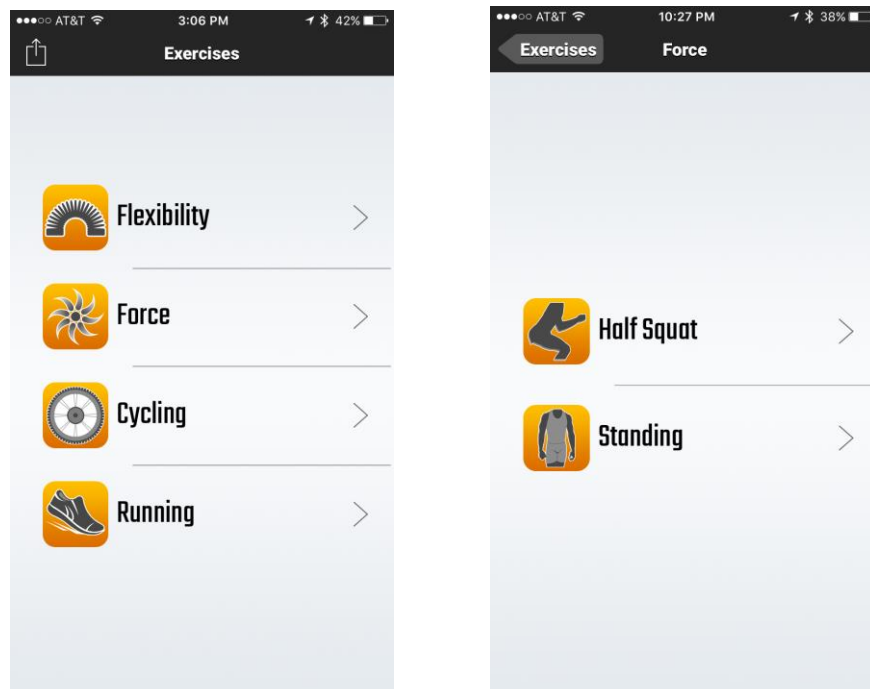 AT&T 3:06 PM 42%
Exercises
Flexibility
Force
Cycling
Running
AT&T 10:27 PM 38%
Exercises Force
Half Squat
Standing